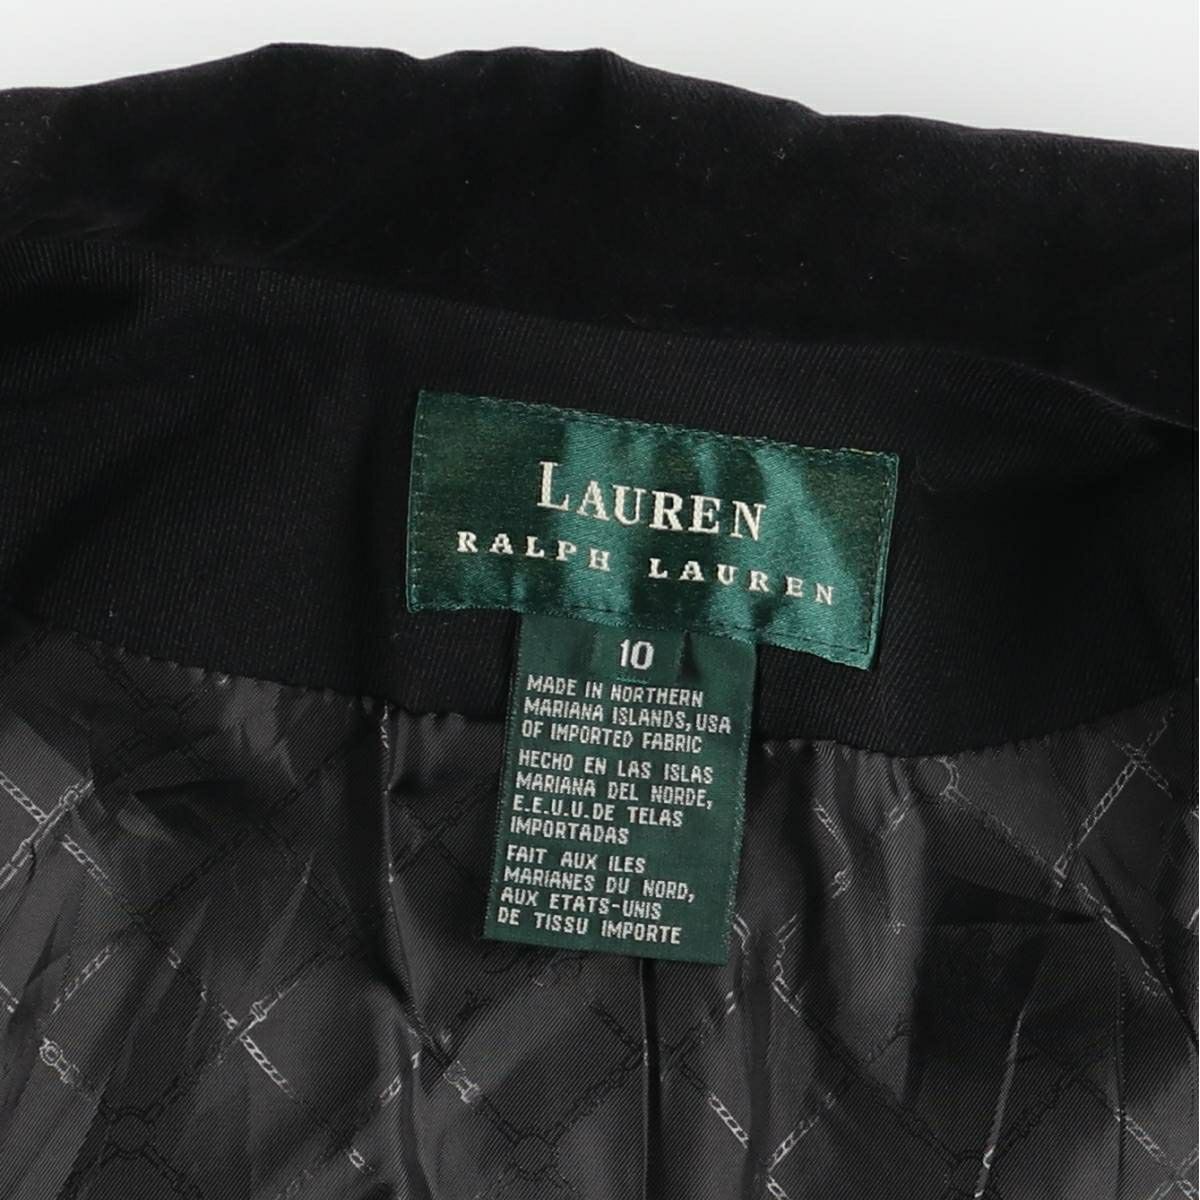 LAUREN
RALPH LAUREN
10
MADE IN NORTHERN
MARIANA ISLANDS, USA
OF IMPORTED FABRIC
HECHO EN LAS ISLAS
MARIANA DEL NORDE,
E.E.U.U. DE TELAS
IMPORTADAS
FAIT AUX ILES
MARIANES DU NORD,
AUX ETATS-UNIS
DE TISSU IMPORTE